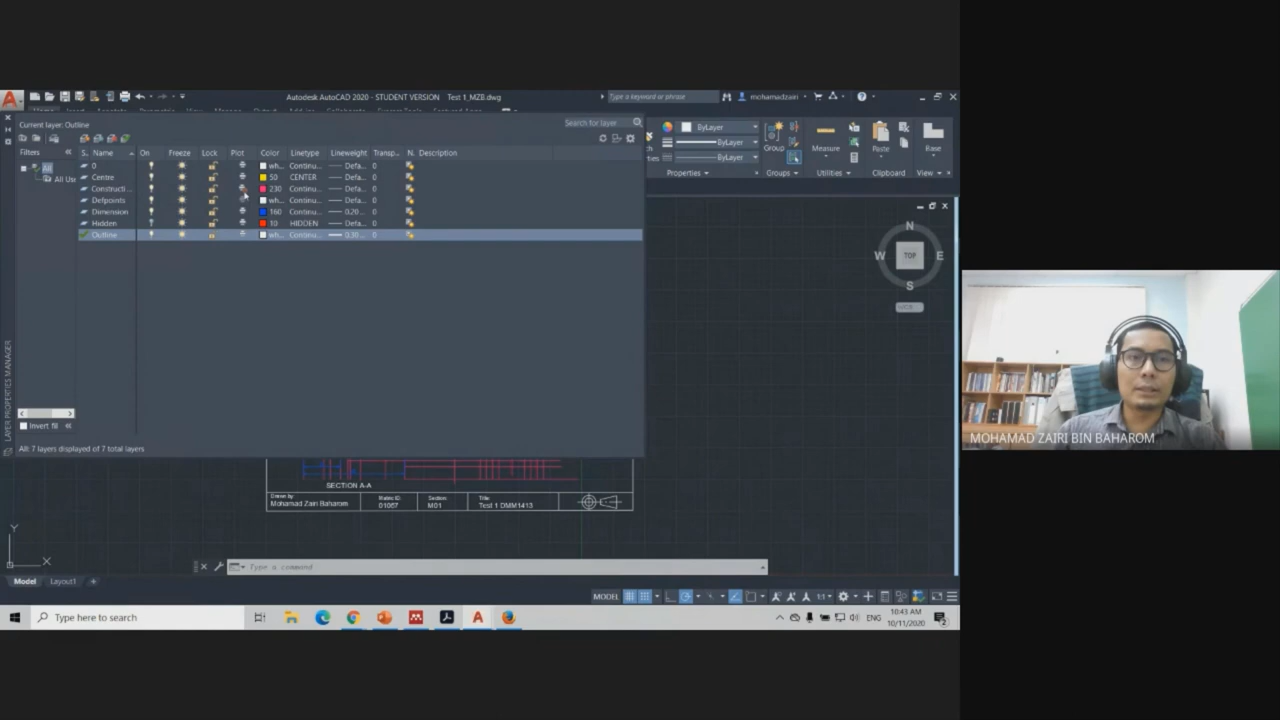 Autodesk AutoCAD 2020 - STUDENT VERSION Test 1_MZB.dwg
Type a keyword or phrase
mohamadzairi
Current layer: Outline
Search for layer
Filters
S. Name On Freeze Lock Plot Color Linetype Lineweight Transp... N. Description
All
All Us
0 wh... Continu... Defa... 0
Centre 50 CENTER Defa... 0
Constructi... 230 Continu... Defa... 0
Defpoints wh... Continu... Defa... 0
Dimension 160 Continu... 0.20... 0
Hidden 10 HIDDEN Defa... 0
Outline wh... Continu... 0.30... 0
Invert fil
All: 7 layers displayed of 7 total layers
LAYER PROPERTIES MANAGER
ByLayer
ByLayer
ByLayer
Properties
Group
Groups
Measure
Utilities
Paste
Clipboard
Base
View
N
W TOP E
S
SECTION A-A
Drawn by:
Mohamad Zairi Baharom
Matric ID:
01067
Section:
M01
Title:
Test 1 DMM1413
Y
X
Type a command
Model Layout1
MODEL
1:1
Type here to search
ENG
10:43 AM
10/11/2020
2
MOHAMAD ZAIRI BIN BAHAROM